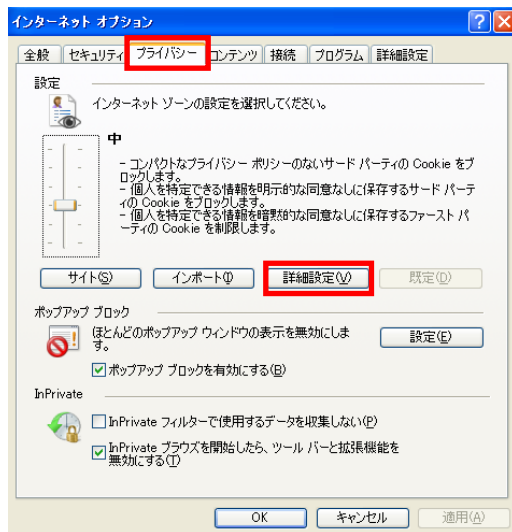 インターネット オプション
全般 セキュリティ プライバシー コンテンツ 接続 プログラム 詳細設定
設定
インターネット ゾーンの設定を選択してください。
中
- コンパクトなプライバシー ポリシーのないサード パーティの Cookie をブ
ロックします。
- 個人を特定できる情報を明示的な同意なしに保存するサード パーテ
ィの Cookie をブロックします。
- 個人を特定できる情報を暗黙的な同意なしに保存するファースト パ
ーティの Cookie を制限します。
サイト(S) インポート(I) 詳細設定(V) 既定(D)
ポップアップ ブロック
ほとんどのポップアップ ウィンドウの表示を無効にしま
す。
設定(E)
ポップアップ ブロックを有効にする(B)
InPrivate
InPrivate フィルターで使用するデータを収集しない(P)
InPrivate ブラウズを開始したら、ツール バーと拡張機能を
無効にする(T)
OK キャンセル 適用(A)